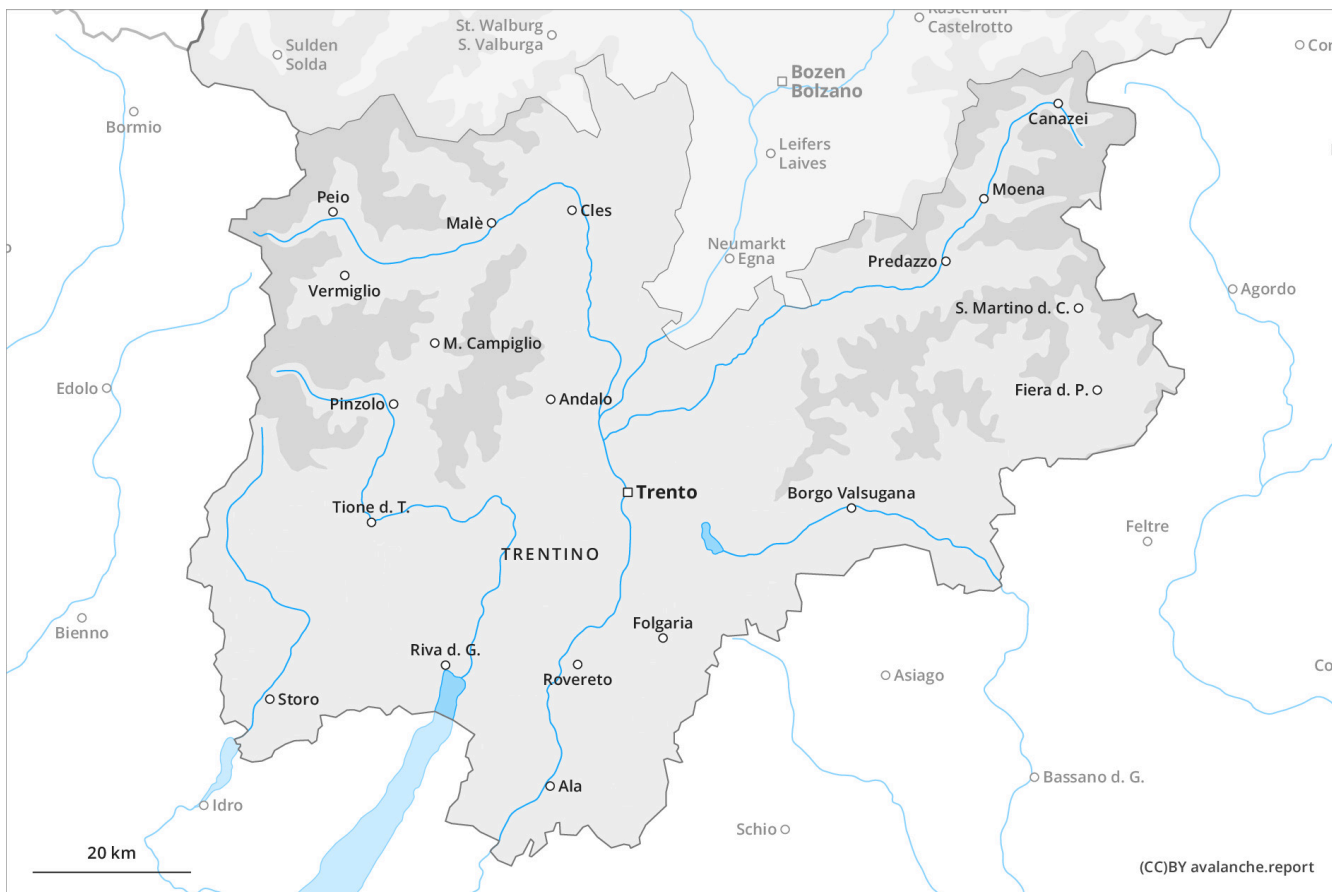 Kastelruth
Castelrotto
St. Walburg
S. Valburga
Sulden
Solda
Bozen
Bolzano
Bormio
Canazei
Leifers
Laives
Moena
Peio
Malè
Cles
Neumarkt
Egna
Predazzo
Vermiglio
Agordo
S. Martino d. C.
M. Campiglio
Edolo
Fiera d. P.
Andalo
Pinzolo
Trento
Borgo Valsugana
Tione d. T.
Feltre
TRENTINO
Bienno
Folgaria
Riva d. G.
Rovereto
Asiago
Storo
Bassano d. G.
Ala
Idro
Schio
20 km
(CC)BY avalanche.report